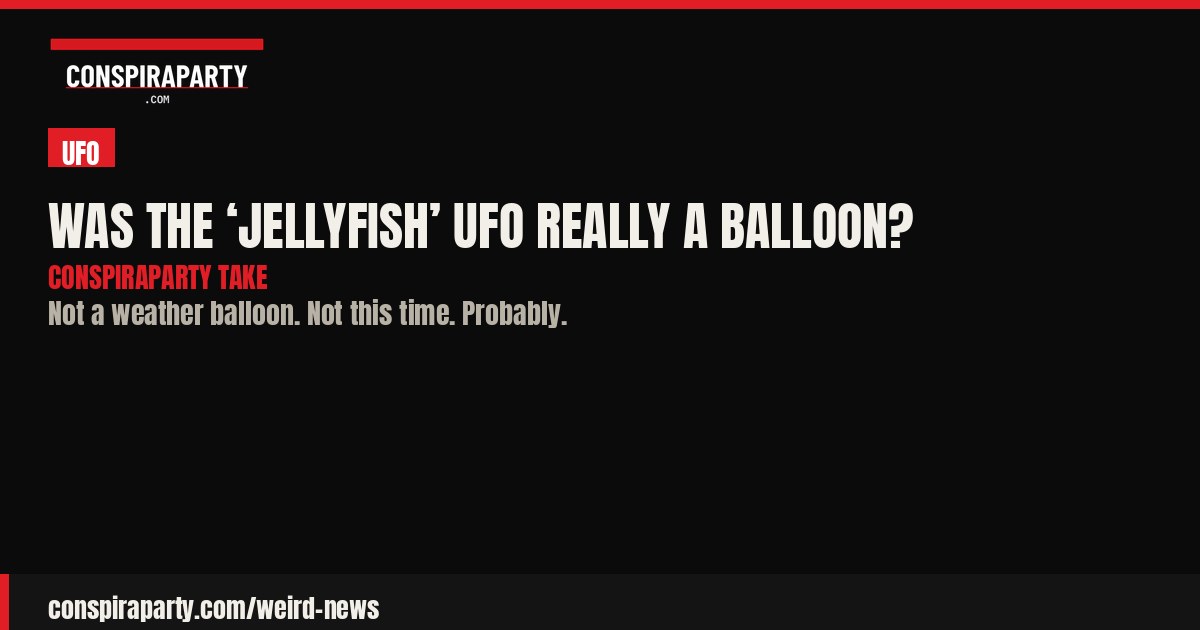 CONSPIRAPARTY
.COM
UFO
WAS THE ‘JELLYFISH’ UFO REALLY A BALLOON?
CONSPIRAPARTY TAKE
Not a weather balloon. Not this time. Probably.
conspiraparty.com/weird-news